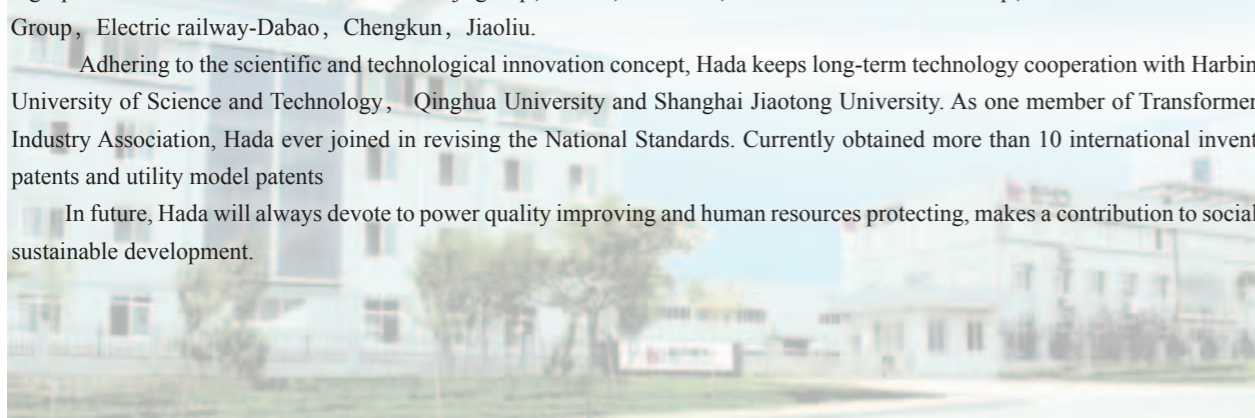 Group，Electric railway-Dabao，Chengkun，Jiaoliu.
Adhering to the scientific and technological innovation concept, Hada keeps long-term technology cooperation with Harbin
University of Science and Technology， Qinghua University and Shanghai Jiaotong University. As one member of Transformer
Industry Association, Hada ever joined in revising the National Standards. Currently obtained more than 10 international invent
patents and utility model patents
In future, Hada will always devote to power quality improving and human resources protecting, makes a contribution to social
sustainable development.